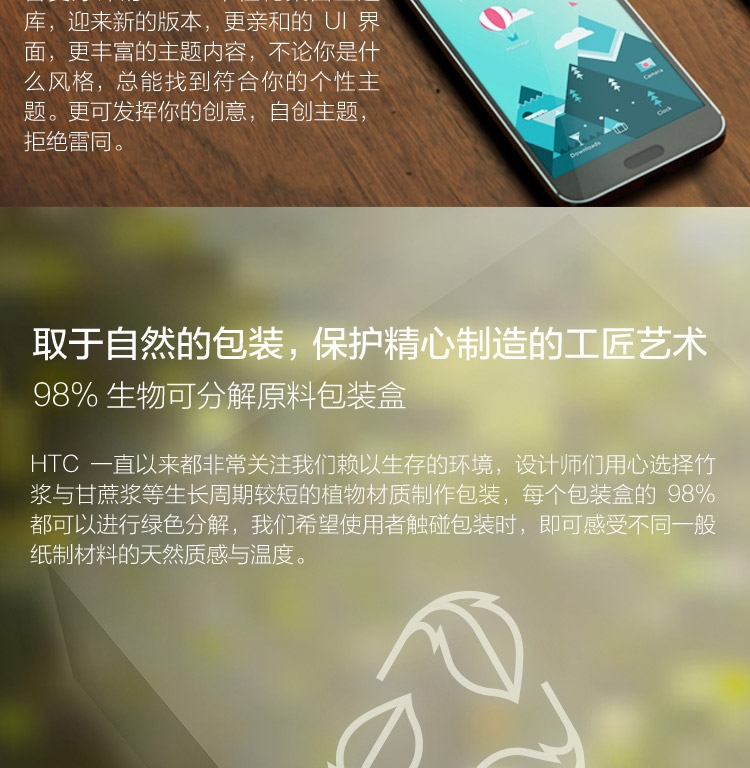 库，迎来新的版本，更亲和的 UI 界
面，更丰富的主题内容，不论你是什
么风格，总能找到符合你的个性主
题。更可发挥你的创意，自创主题，
拒绝雷同。
Camera
Clock
Downloads
取于自然的包装，保护精心制造的工匠艺术
98% 生物可分解原料包装盒
HTC 一直以来都非常关注我们赖以生存的环境，设计师们用心选择竹
浆与甘蔗浆等生长周期较短的植物材质制作包装，每个包装盒的 98%
都可以进行绿色分解，我们希望使用者触碰包装时，即可感受不同一般
纸制材料的天然质感与温度。